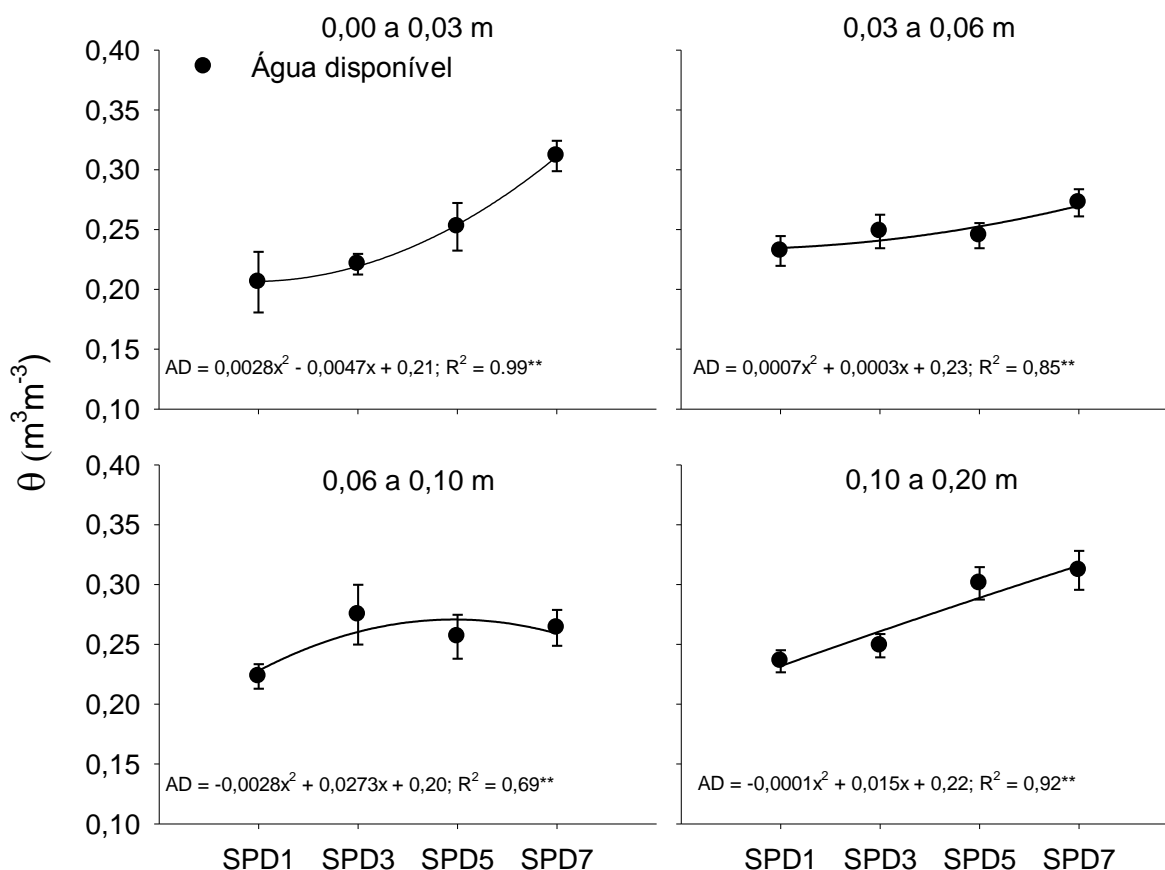 0,00 a 0,03 m
0,03 a 0,06 m
Água disponível
0,40
0,35
0,30
0,25
0,20
0,15
0,10
AD = 0,0028x² - 0,0047x + 0,21; R² = 0.99**
AD = 0,0007x² + 0,0003x + 0,23; R² = 0,85**
θ (m³m⁻³)
0,06 a 0,10 m
0,10 a 0,20 m
0,40
0,35
0,30
0,25
0,20
0,15
0,10
AD = -0,0028x² + 0,0273x + 0,20; R² = 0,69**
AD = -0,0001x² + 0,015x + 0,22; R² = 0,92**
SPD1 SPD3 SPD5 SPD7
SPD1 SPD3 SPD5 SPD7